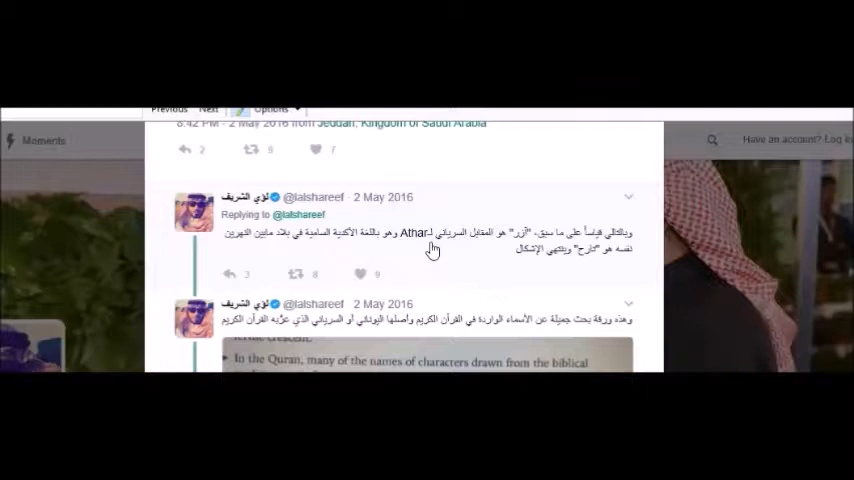 Previous Next Options
8:42 PM - 2 May 2016 from Jeddah, Kingdom of Saudi Arabia
Moments
Have an account? Log in
2 9 7
لؤي الشريف @lalshareef 2 May 2016
Replying to @lalshareef
وبالتالي قياساً على ما سبق، "آزر" هو المقابل السرياني لـAthar وهو باللغة الأكدية السامية في بلاد مابين النهرين
نفسه هو "تارح" وينتهي الإشكال
3 8 9
لؤي الشريف @lalshareef 2 May 2016
وهذه ورقة بحث جميلة عن الأسماء الواردة في القرآن الكريم وأصلها اليوناني أو السرياني الذي عرّبه القرآن الكريم
crescent.
In the Quran, many of the names of characters drawn from the biblical